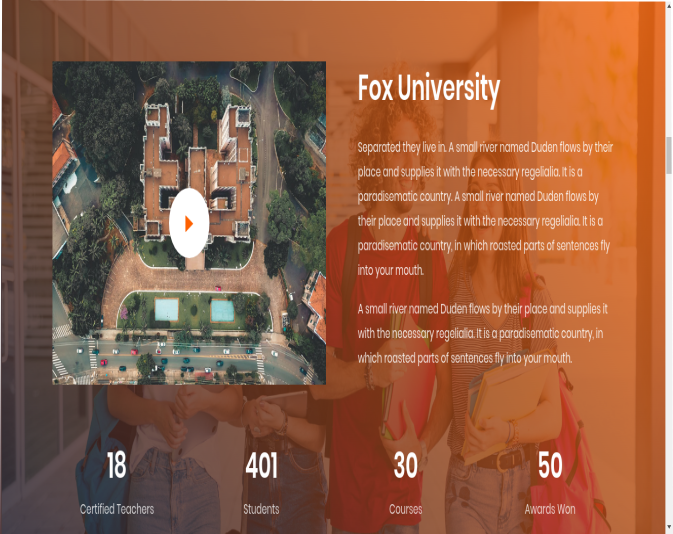 Fox University
Separated they live in. A small river named Duden flows by their
place and supplies it with the necessary regelialia. It is a
paradisematic country. A small river named Duden flows by
their place and supplies it with the necessary regelialia. It is a
paradisematic country, in which roasted parts of sentences fly
into your mouth.
A small river named Duden flows by their place and supplies it
with the necessary regelialia. It is a paradisematic country, in
which roasted parts of sentences fly into your mouth.
18
401
30
50
Certified Teachers
Students
Courses
Awards Won